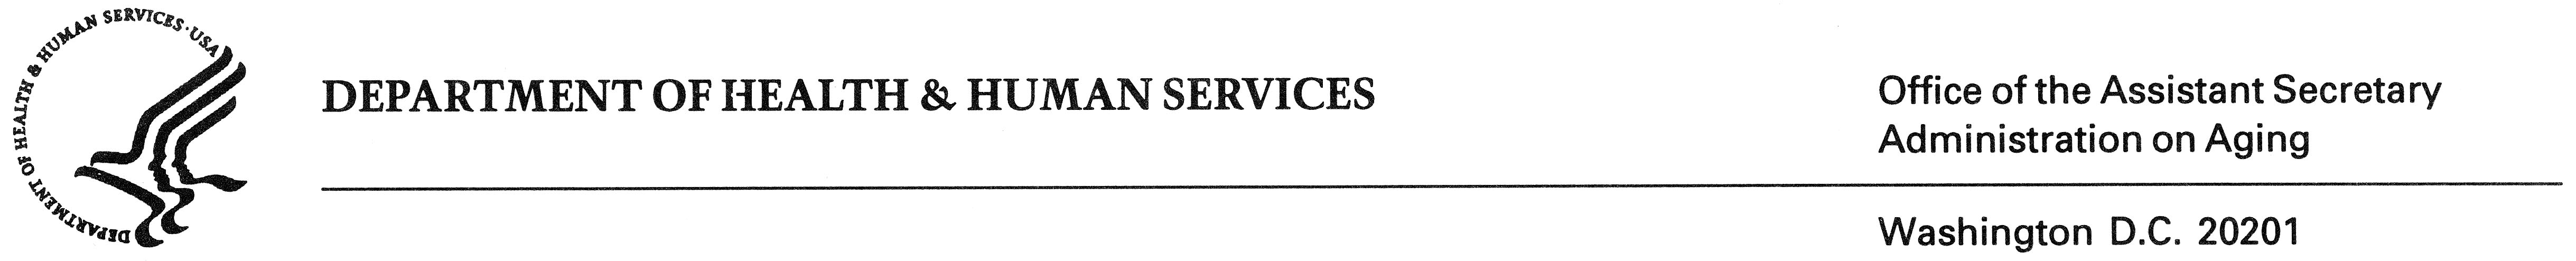 DEPARTMENT OF HEALTH & HUMAN SERVICES · USA
DEPARTMENT OF HEALTH & HUMAN SERVICES
Office of the Assistant Secretary
Administration on Aging
Washington D.C. 20201